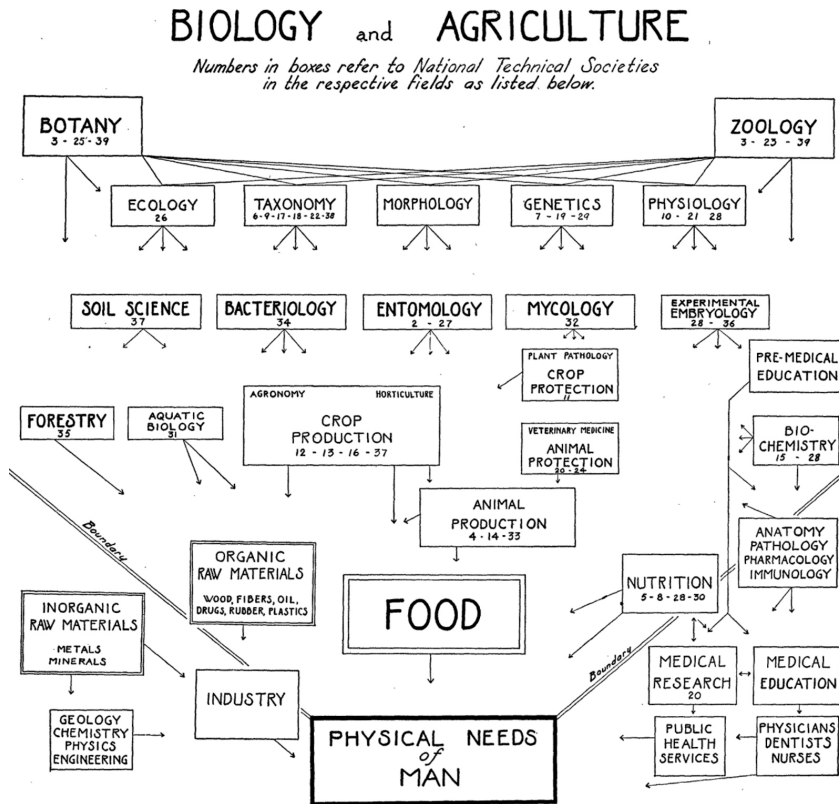 BIOLOGY and AGRICULTURE
Numbers in boxes refer to National Technical Societies
in the respective fields as listed below.
BOTANY
3 - 25 - 39
ZOOLOGY
3 - 23 - 39
ECOLOGY
26
TAXONOMY
6-9-17-18-22-38
MORPHOLOGY
GENETICS
7 - 19 - 29
PHYSIOLOGY
10 - 21 28
SOIL SCIENCE
37
BACTERIOLOGY
34
ENTOMOLOGY
2 - 27
MYCOLOGY
32
EXPERIMENTAL
EMBRYOLOGY
28 - 36
PLANT PATHOLOGY
CROP
PROTECTION
11
PRE-MEDICAL
EDUCATION
FORESTRY
35
AQUATIC
BIOLOGY
31
AGRONOMY HORTICULTURE
CROP
PRODUCTION
12 - 13 - 16 - 37
VETERINARY MEDICINE
ANIMAL
PROTECTION
20-24
BIO-
CHEMISTRY
15 - 28
ANIMAL
PRODUCTION
4 - 14 - 33
ANATOMY
PATHOLOGY
PHARMACOLOGY
IMMUNOLOGY
Boundary
ORGANIC
RAW MATERIALS
WOOD, FIBERS, OIL,
DRUGS, RUBBER, PLASTICS
FOOD
NUTRITION
5-8-28-30
INORGANIC
RAW MATERIALS
METALS
MINERALS
Boundary
INDUSTRY
MEDICAL
RESEARCH
20
MEDICAL
EDUCATION
GEOLOGY
CHEMISTRY
PHYSICS
ENGINEERING
PHYSICAL NEEDS
of
MAN
PUBLIC
HEALTH
SERVICES
PHYSICIANS
DENTISTS
NURSES